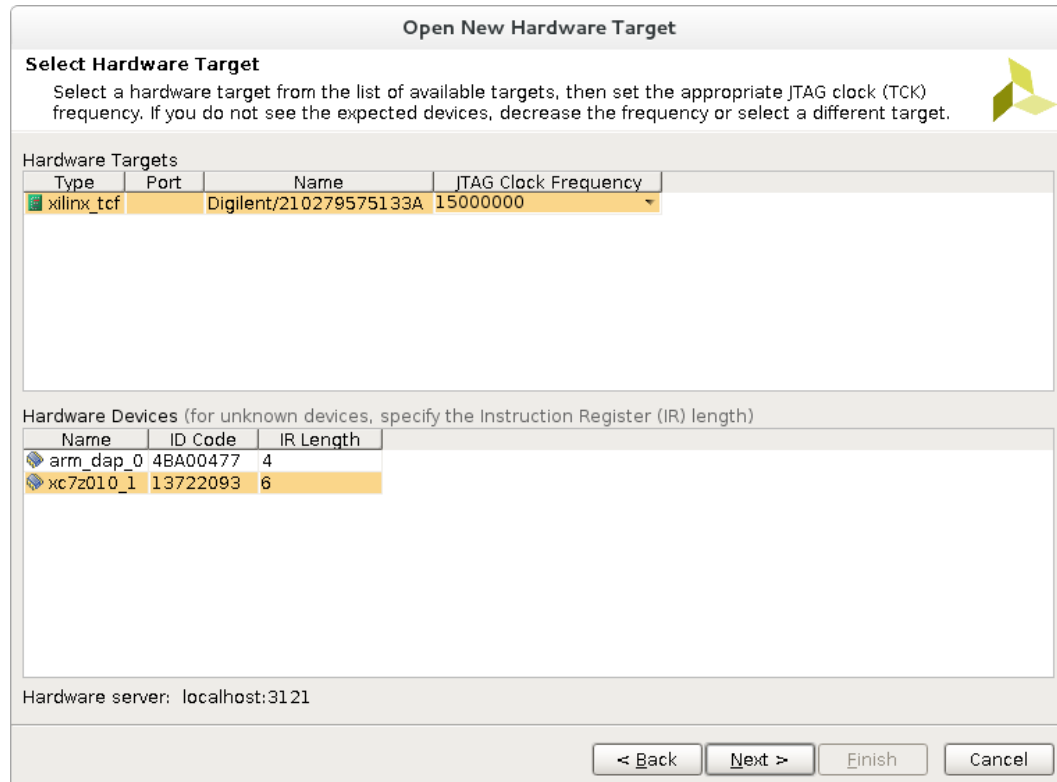 Open New Hardware Target
Select Hardware Target
Select a hardware target from the list of available targets, then set the appropriate JTAG clock (TCK)
frequency. If you do not see the expected devices, decrease the frequency or select a different target.
Hardware Targets
Type Port Name JTAG Clock Frequency
xilinx_tcf Digilent/210279575133A 15000000
Hardware Devices (for unknown devices, specify the Instruction Register (IR) length)
Name ID Code IR Length
arm_dap_0 4BA00477 4
xc7z010_1 13722093 6
Hardware server: localhost:3121
< Back Next > Finish Cancel